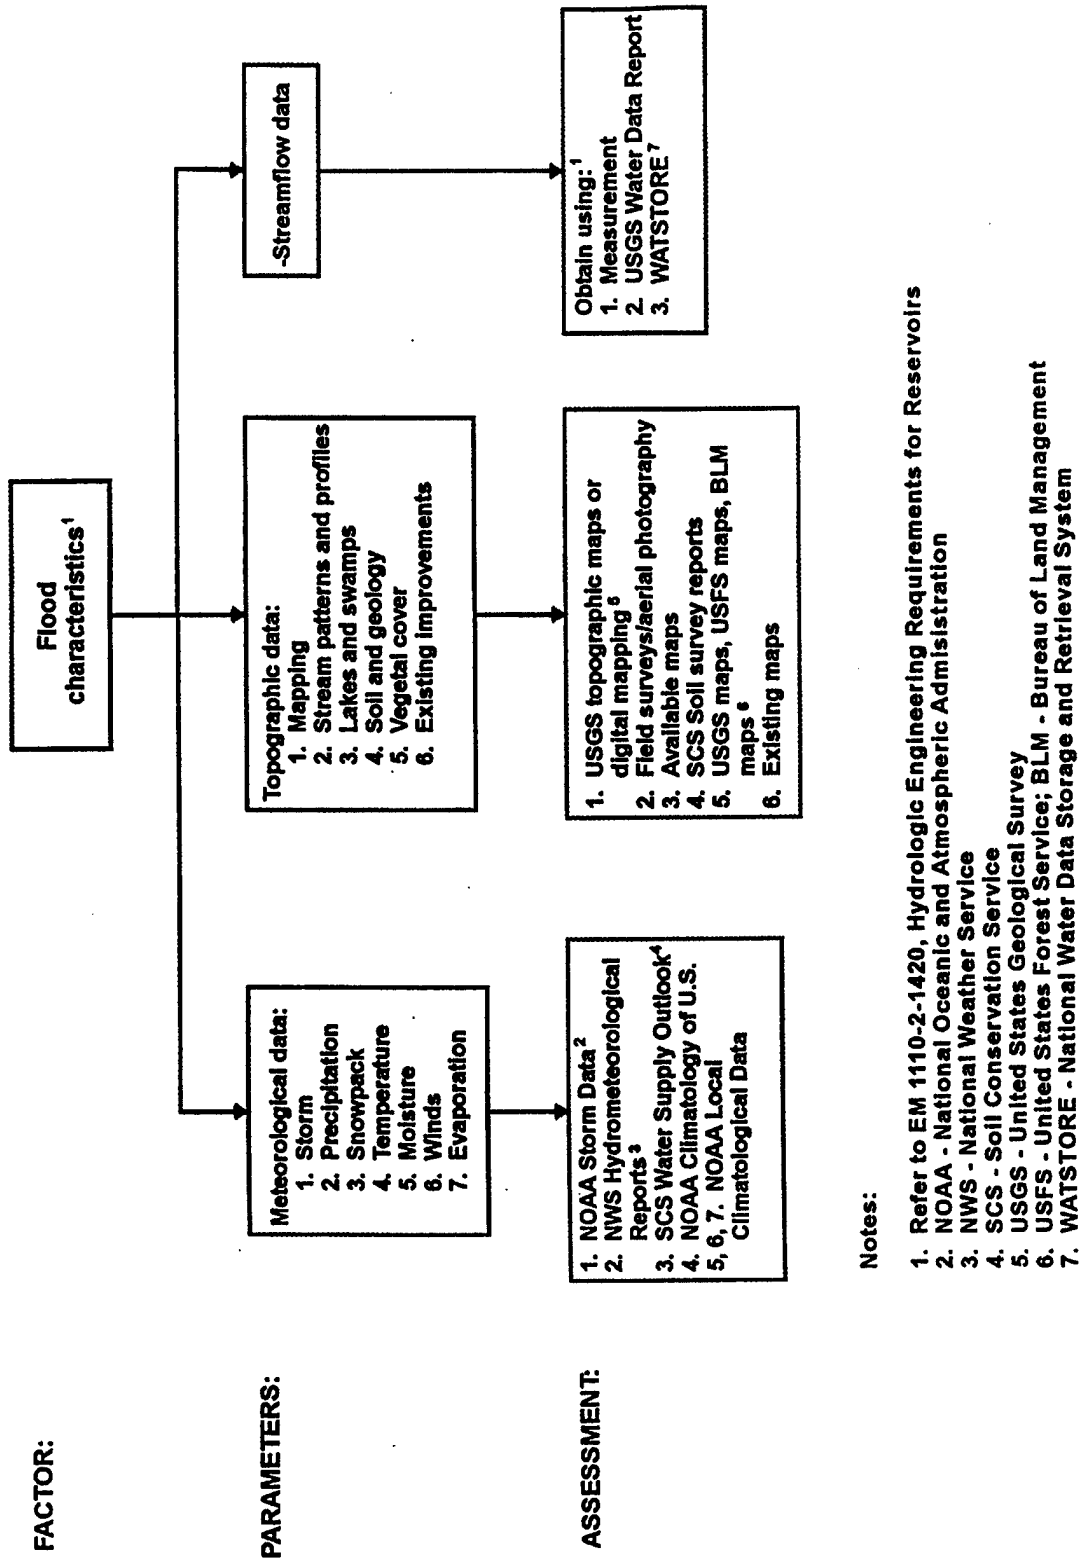 FACTOR:
Flood
characteristics¹
PARAMETERS:
Meteorological data:
1. Storm
2. Precipitation
3. Snowpack
4. Temperature
5. Moisture
6. Winds
7. Evaporation
Topographic data:
1. Mapping
2. Stream patterns and profiles
3. Lakes and swamps
4. Soil and geology
5. Vegetal cover
6. Existing improvements
-Streamflow data
ASSESSMENT:
1. NOAA Storm Data²
2. NWS Hydrometeorological
Reports³
3. SCS Water Supply Outlook⁴
4. NOAA Climatology of U.S.
5, 6, 7. NOAA Local
Climatological Data
1. USGS topographic maps or
digital mapping⁵
2. Field surveys/aerial photography
3. Available maps
4. SCS Soil survey reports
5. USGS maps, USFS maps, BLM
maps⁶
6. Existing maps
Obtain using:¹
1. Measurement
2. USGS Water Data Report
3. WATSTORE⁷
Notes:
1. Refer to EM 1110-2-1420, Hydrologic Engineering Requirements for Reservoirs
2. NOAA - National Oceanic and Atmospheric Administration
3. NWS - National Weather Service
4. SCS - Soil Conservation Service
5. USGS - United States Geological Survey
6. USFS - United States Forest Service; BLM - Bureau of Land Management
7. WATSTORE - National Water Data Storage and Retrieval System